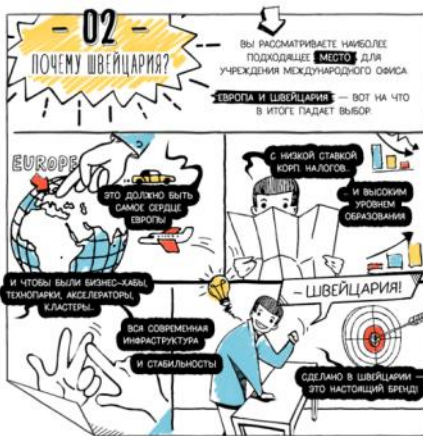 – 02 –
ПОЧЕМУ ШВЕЙЦАРИЯ?
ВЫ РАССМАТРИВАЕТЕ НАИБОЛЕЕ
ПОДХОДЯЩЕЕ МЕСТО ДЛЯ
УЧРЕЖДЕНИЯ МЕЖДУНАРОДНОГО ОФИСА.
ЕВРОПА И ШВЕЙЦАРИЯ — ВОТ НА ЧТО
В ИТОГЕ ПАДАЕТ ВЫБОР.
EUROPE
ЭТО ДОЛЖНО БЫТЬ
САМОЕ СЕРДЦЕ
ЕВРОПЫ
С НИЗКОЙ СТАВКОЙ
КОРП. НАЛОГОВ...
... И ВЫСОКИМ
УРОВНЕМ
ОБРАЗОВАНИЯ
И ЧТОБЫ БЫЛИ БИЗНЕС-ХАБЫ,
ТЕХНОПАРКИ, АКСЕЛЕРАТОРЫ,
КЛАСТЕРЫ...
ВСЯ СОВРЕМЕННАЯ
ИНФРАСТРУКТУРА
И СТАБИЛЬНОСТЬ!
– ШВЕЙЦАРИЯ!
СДЕЛАНО В ШВЕЙЦАРИИ —
ЭТО НАСТОЯЩИЙ БРЕНД!